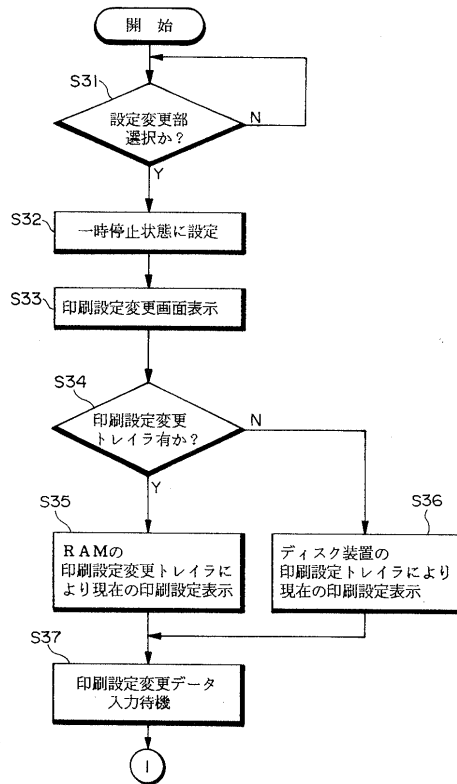 開始
S31
設定変更部
選択か?
N
Y
S32
一時停止状態に設定
S33
印刷設定変更画面表示
S34
印刷設定変更
トレイラ有か?
N
Y
S35
RAMの
印刷設定変更トレイラに
より現在の印刷設定表示
S36
ディスク装置の
印刷設定トレイラにより
現在の印刷設定表示
S37
印刷設定変更データ
入力待機
1